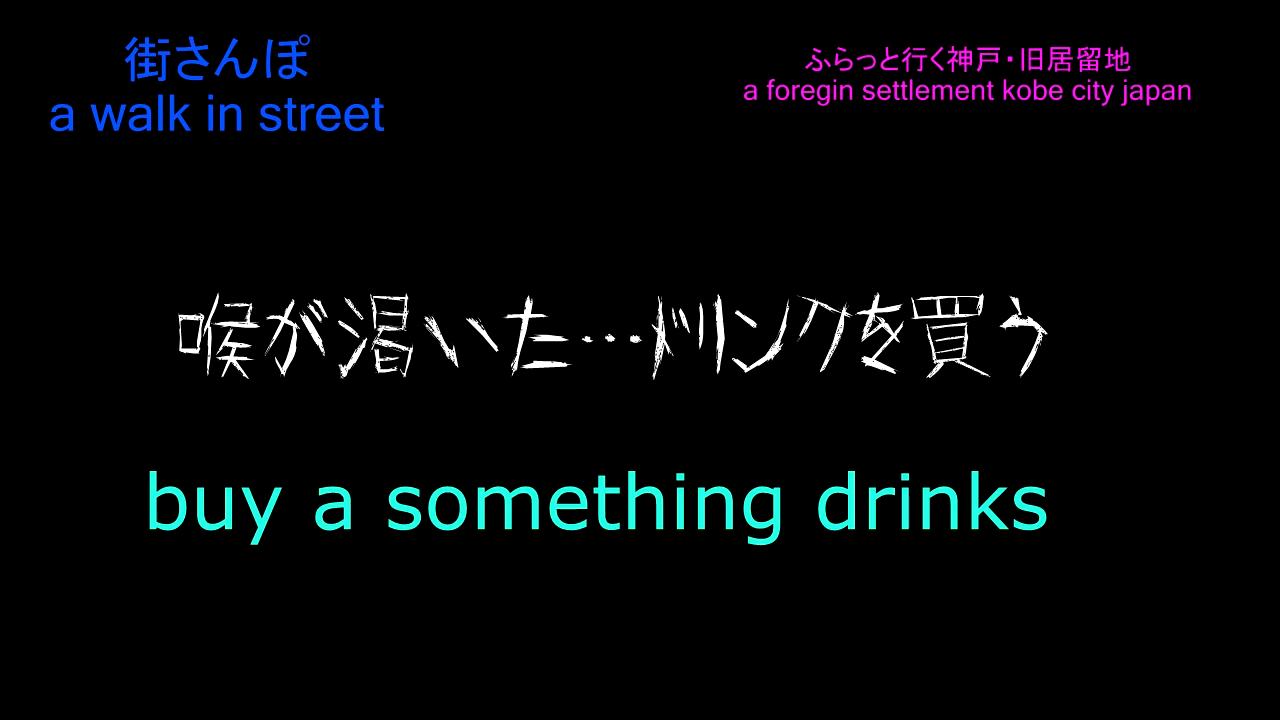 街さんぽ
a walk in street
ふらっと行く神戸・旧居留地
a foregin settlement kobe city japan
喉が渇いた…ドリンクを買う
buy a something drinks